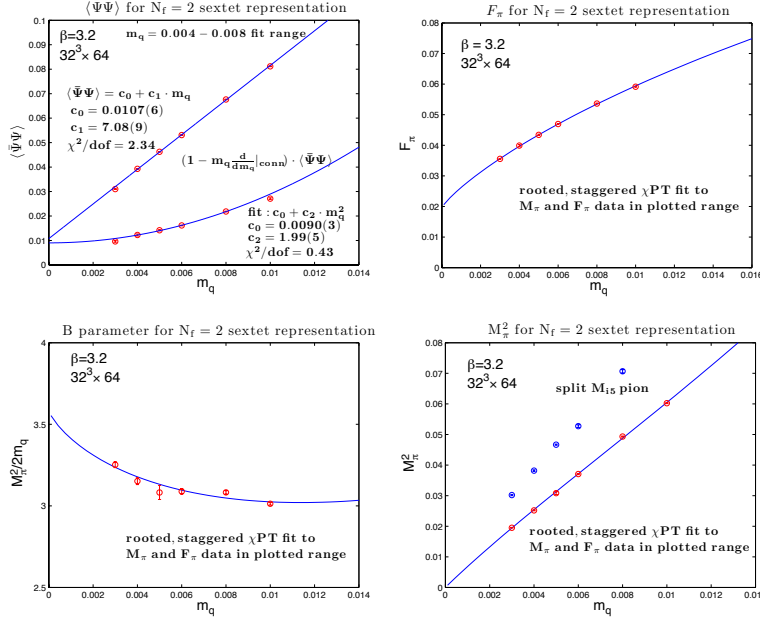 ⟨Ψ̄Ψ⟩ for N_f = 2 sextet representation
β=3.2
32³× 64
m_q = 0.004 − 0.008 fit range
⟨Ψ̄Ψ⟩ = c₀ + c₁ · m_q
c₀ = 0.0107(6)
c₁ = 7.08(9)
χ²/dof = 2.34
(1 − m_q d/dm_q|conn) · ⟨Ψ̄Ψ⟩
fit : c₀ + c₂ · m_q²
c₀ = 0.0090(3)
c₂ = 1.99(5)
χ²/dof = 0.43
⟨Ψ̄Ψ⟩
0.1
0.09
0.08
0.07
0.06
0.05
0.04
0.03
0.02
0.01
0
0 0.002 0.004 0.006 0.008 0.01 0.012 0.014
m_q
F_π for N_f = 2 sextet representation
β = 3.2
32³× 64
rooted, staggered χPT fit to
M_π and F_π data in plotted range
F_π
0.08
0.07
0.06
0.05
0.04
0.03
0.02
0.01
0
0 0.002 0.004 0.006 0.008 0.01 0.012 0.014 0.016
m_q
B parameter for N_f = 2 sextet representation
β=3.2
32³× 64
rooted, staggered χPT fit to
M_π and F_π data in plotted range
M_π²/2m_q
4
3.5
3
2.5
0 0.002 0.004 0.006 0.008 0.01 0.012 0.014
m_q
M_π² for N_f = 2 sextet representation
β=3.2
32³× 64
split M_i5 pion
rooted, staggered χPT fit to
M_π and F_π data in plotted range
M_π²
0.08
0.07
0.06
0.05
0.04
0.03
0.02
0.01
0
0 0.002 0.004 0.006 0.008 0.01 0.012 0.014
m_q